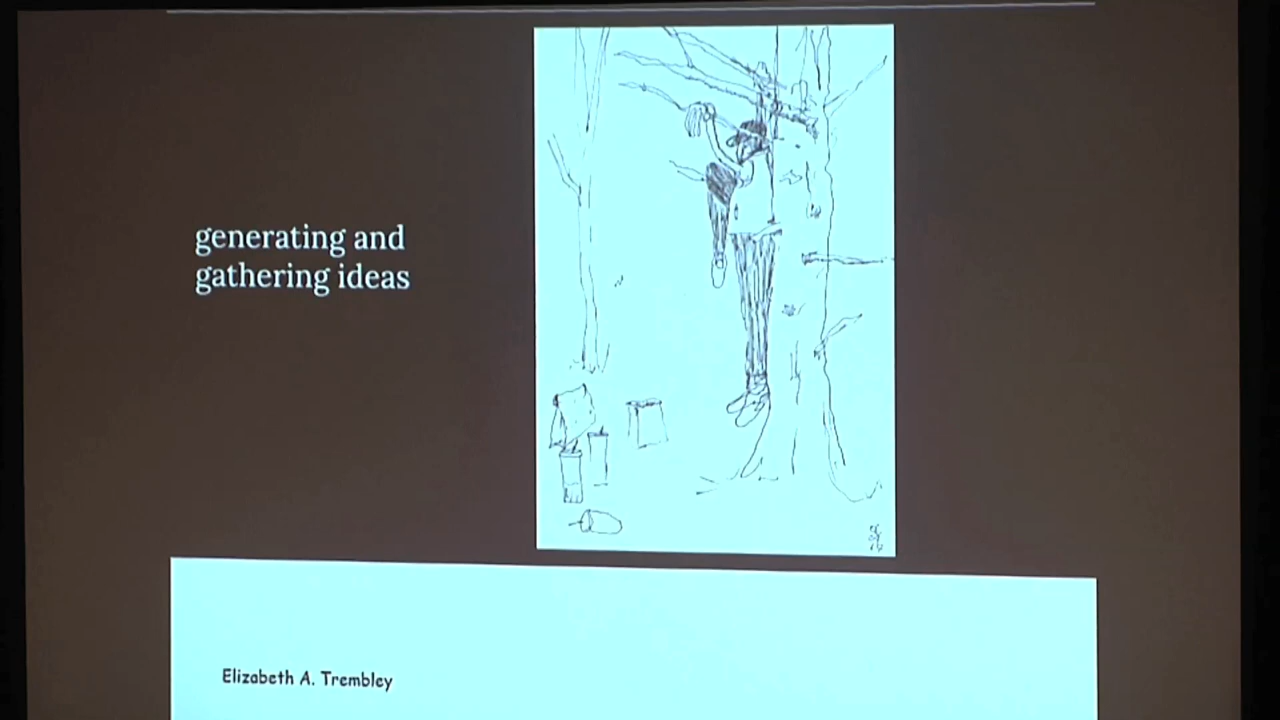 generating and
gathering ideas
Elizabeth A. Trembley